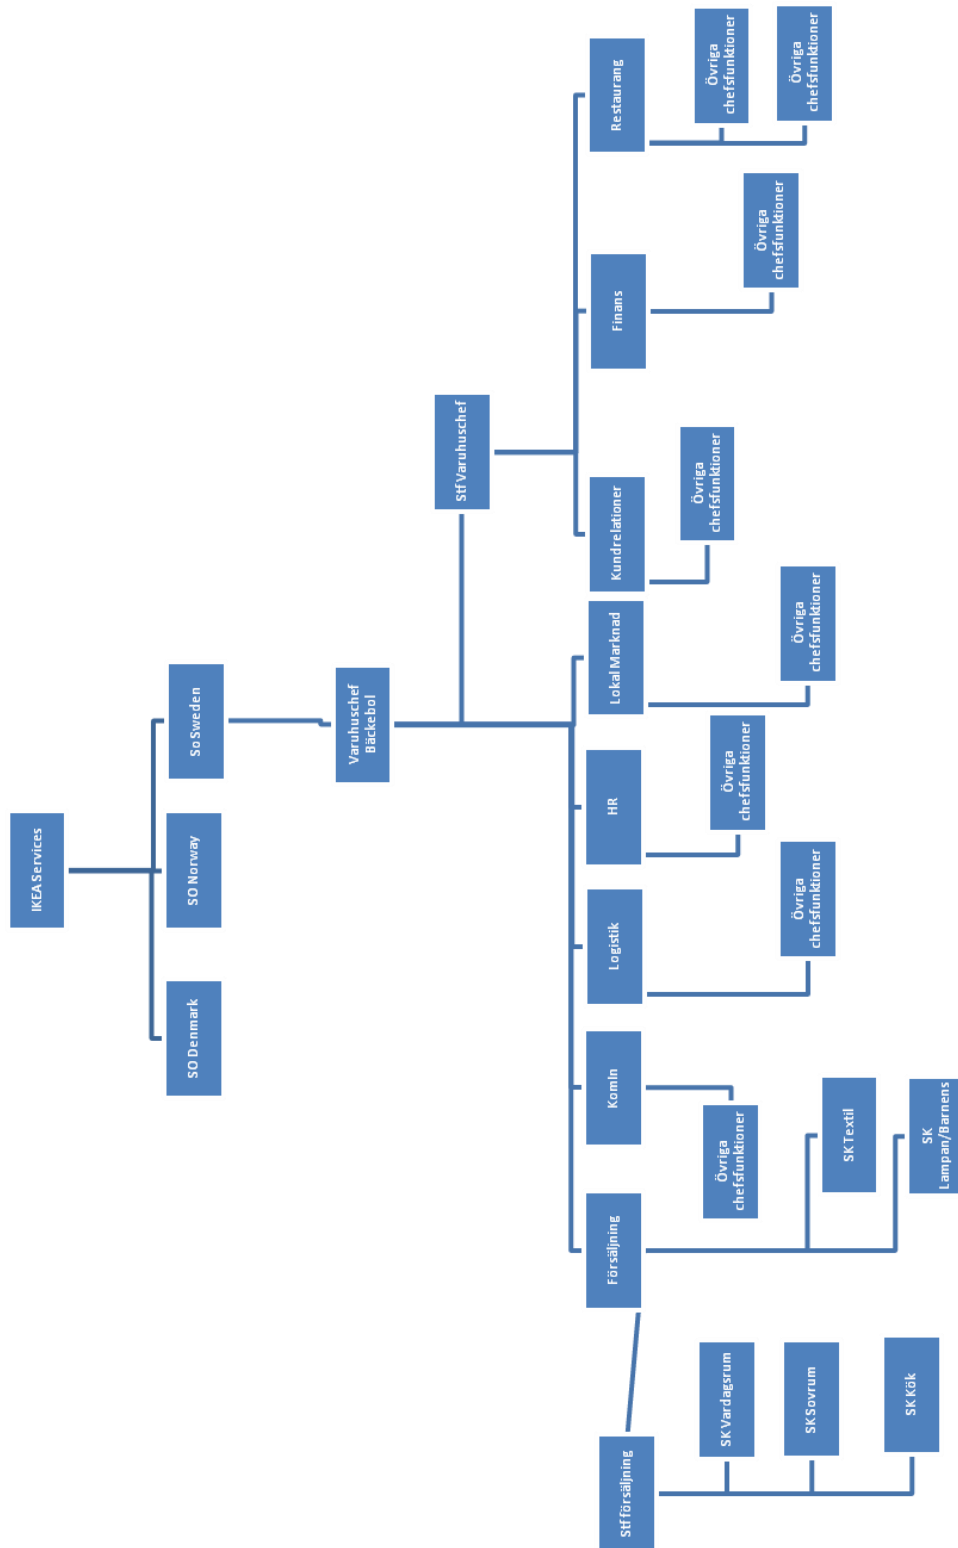 IKEA Services
SO Denmark
SO Norway
So Sweden
Varuhuschef
Bäckebol
Stf Varuhuschef
Försäljning
KomIn
Logistik
HR
Lokal Marknad
Kundrelationer
Finans
Restaurang
Stf försäljning
SK Vardagsrum
SK Sovrum
SK Kök
SK Textil
SK
Lampan/Barnens
Övriga
chefsfunktioner
Övriga
chefsfunktioner
Övriga
chefsfunktioner
Övriga
chefsfunktioner
Övriga
chefsfunktioner
Övriga
chefsfunktioner
Övriga
chefsfunktioner
Övriga
chefsfunktioner